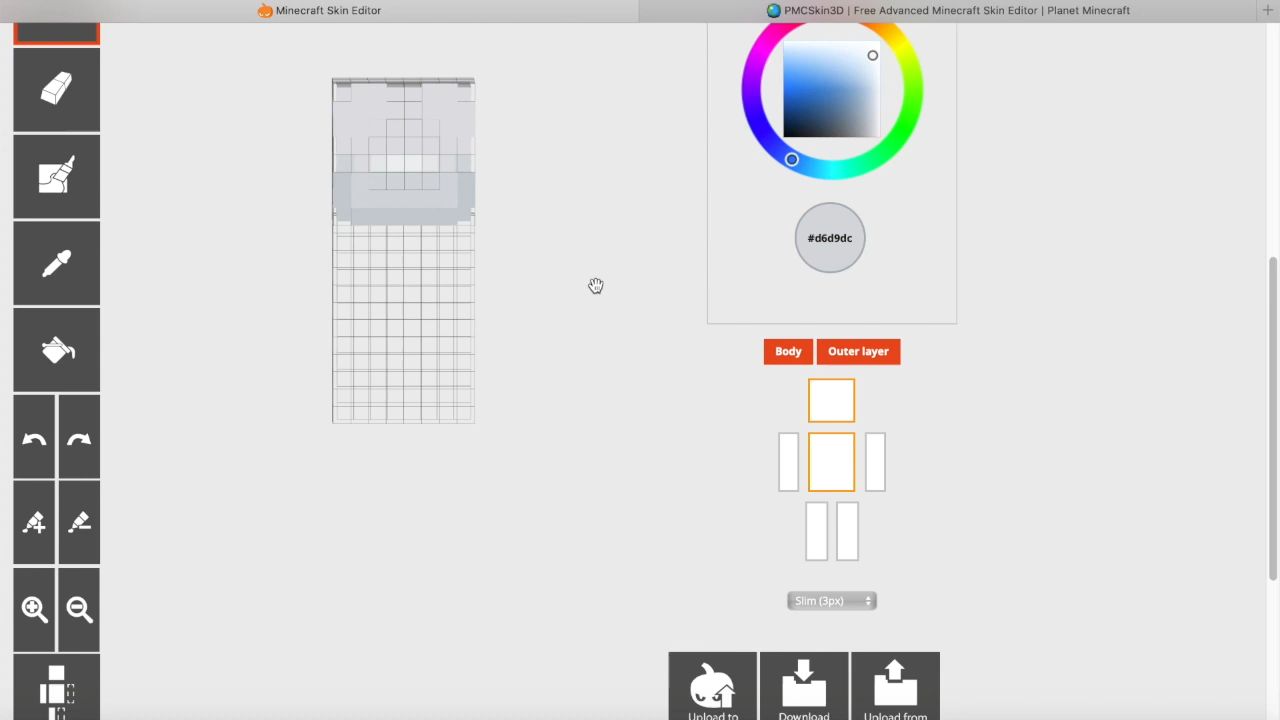 Minecraft Skin Editor
PMCSkin3D | Free Advanced Minecraft Skin Editor | Planet Minecraft
#d6d9dc
Body
Outer layer
Slim (3px)
Upload to
Download
Upload from